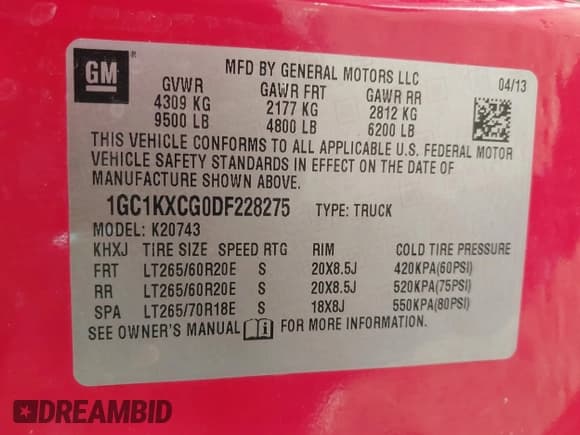 GM ®
MFD BY GENERAL MOTORS LLC 04/13
GVWR GAWR FRT GAWR RR
4309 KG 2177 KG 2812 KG
9500 LB 4800 LB 6200 LB
THIS VEHICLE CONFORMS TO ALL APPLICABLE U.S. FEDERAL MOTOR
VEHICLE SAFETY STANDARDS IN EFFECT ON THE DATE OF
MANUFACTURE SHOWN ABOVE.
1GC1KXCG0DF228275 TYPE: TRUCK
MODEL: K20743
KHXJ TIRE SIZE SPEED RTG RIM COLD TIRE PRESSURE
FRT LT265/60R20E S 20X8.5J 420KPA(60PSI)
RR LT265/60R20E S 20X8.5J 520KPA(75PSI)
SPA LT265/70R18E S 18X8J 550KPA(80PSI)
SEE OWNER'S MANUAL i FOR MORE INFORMATION.
DREAMBID